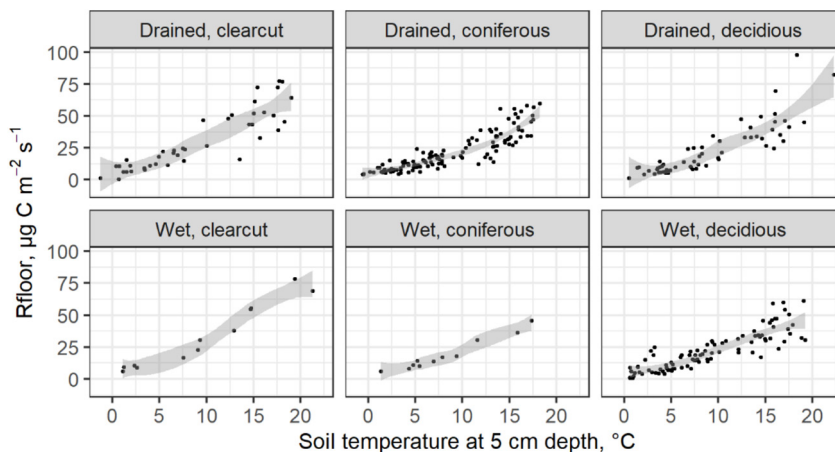 Drained, clearcut
Drained, coniferous
Drained, decidious
100
75
50
25
0
Wet, clearcut
Wet, coniferous
Wet, decidious
100
75
50
25
0
0 5 10 15 20
0 5 10 15 20
0 5 10 15 20
Rfloor, µg C m⁻² s⁻¹
Soil temperature at 5 cm depth, °C